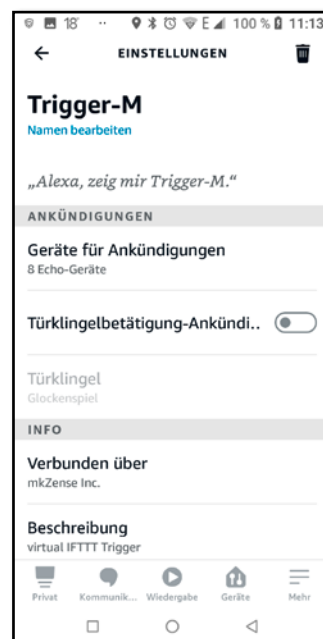 18° ·· E 100 % 11:13
EINSTELLUNGEN
Trigger-M
Namen bearbeiten
„Alexa, zeig mir Trigger-M.“
ANKÜNDIGUNGEN
Geräte für Ankündigungen
8 Echo-Geräte
Türklingelbetätigung-Ankündi..
Türklingel
Glockenspiel
INFO
Verbunden über
mkZense Inc.
Beschreibung
virtual IFTTT Trigger
Privat Kommunik... Wiedergabe Geräte Mehr